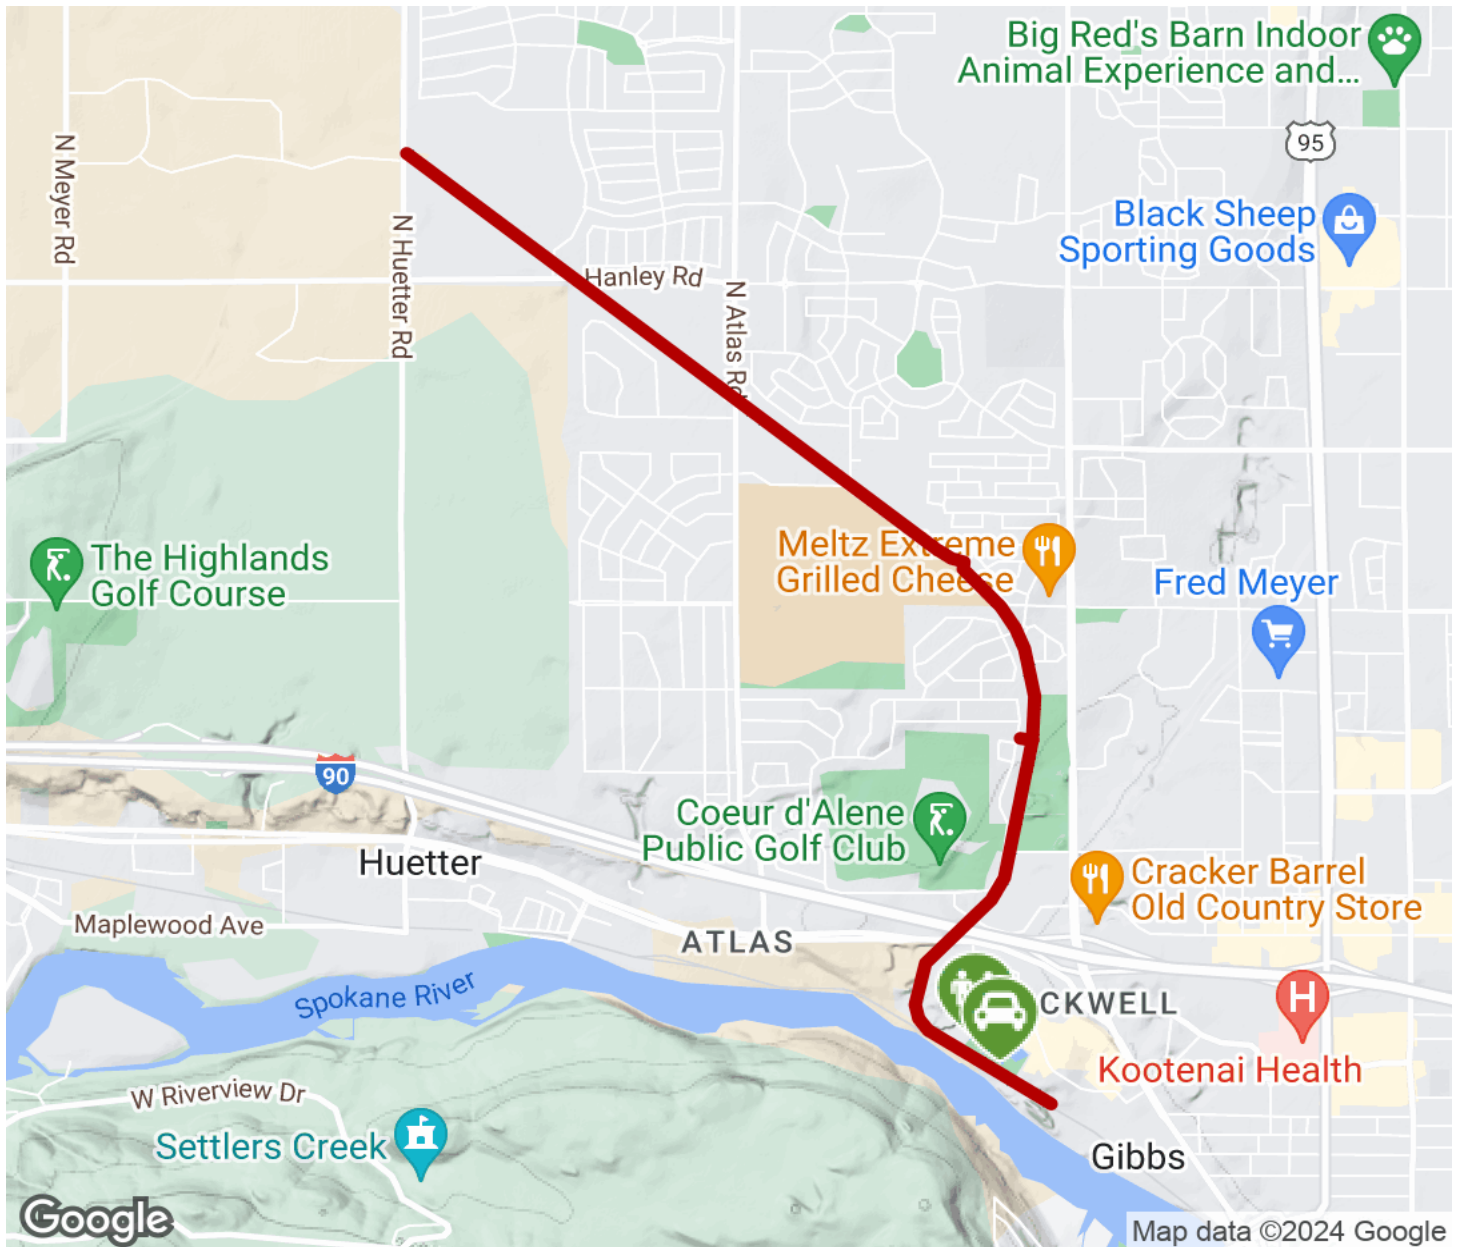 Big Red's Barn Indoor
Animal Experience and...
N Meyer Rd
95
N Huetter Rd
Black Sheep
Sporting Goods
Hanley Rd
N Atlas Rd
Meltz Extreme
Grilled Cheese
The Highlands
Golf Course
Fred Meyer
90
Coeur d'Alene
Public Golf Club
Huetter
Cracker Barrel
Old Country Store
Maplewood Ave
ATLAS
Spokane River
CKWELL
H
Kootenai Health
W Riverview Dr
Settlers Creek
Gibbs
Google
Map data ©2024 Google